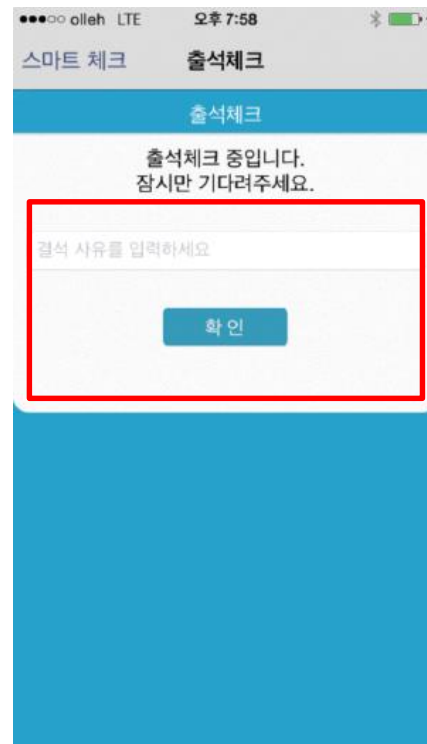 olleh LTE 오후 7:58
스마트 체크 출석체크
출석체크
출석체크 중입니다.
잠시만 기다려주세요.
결석 사유를 입력하세요
확인